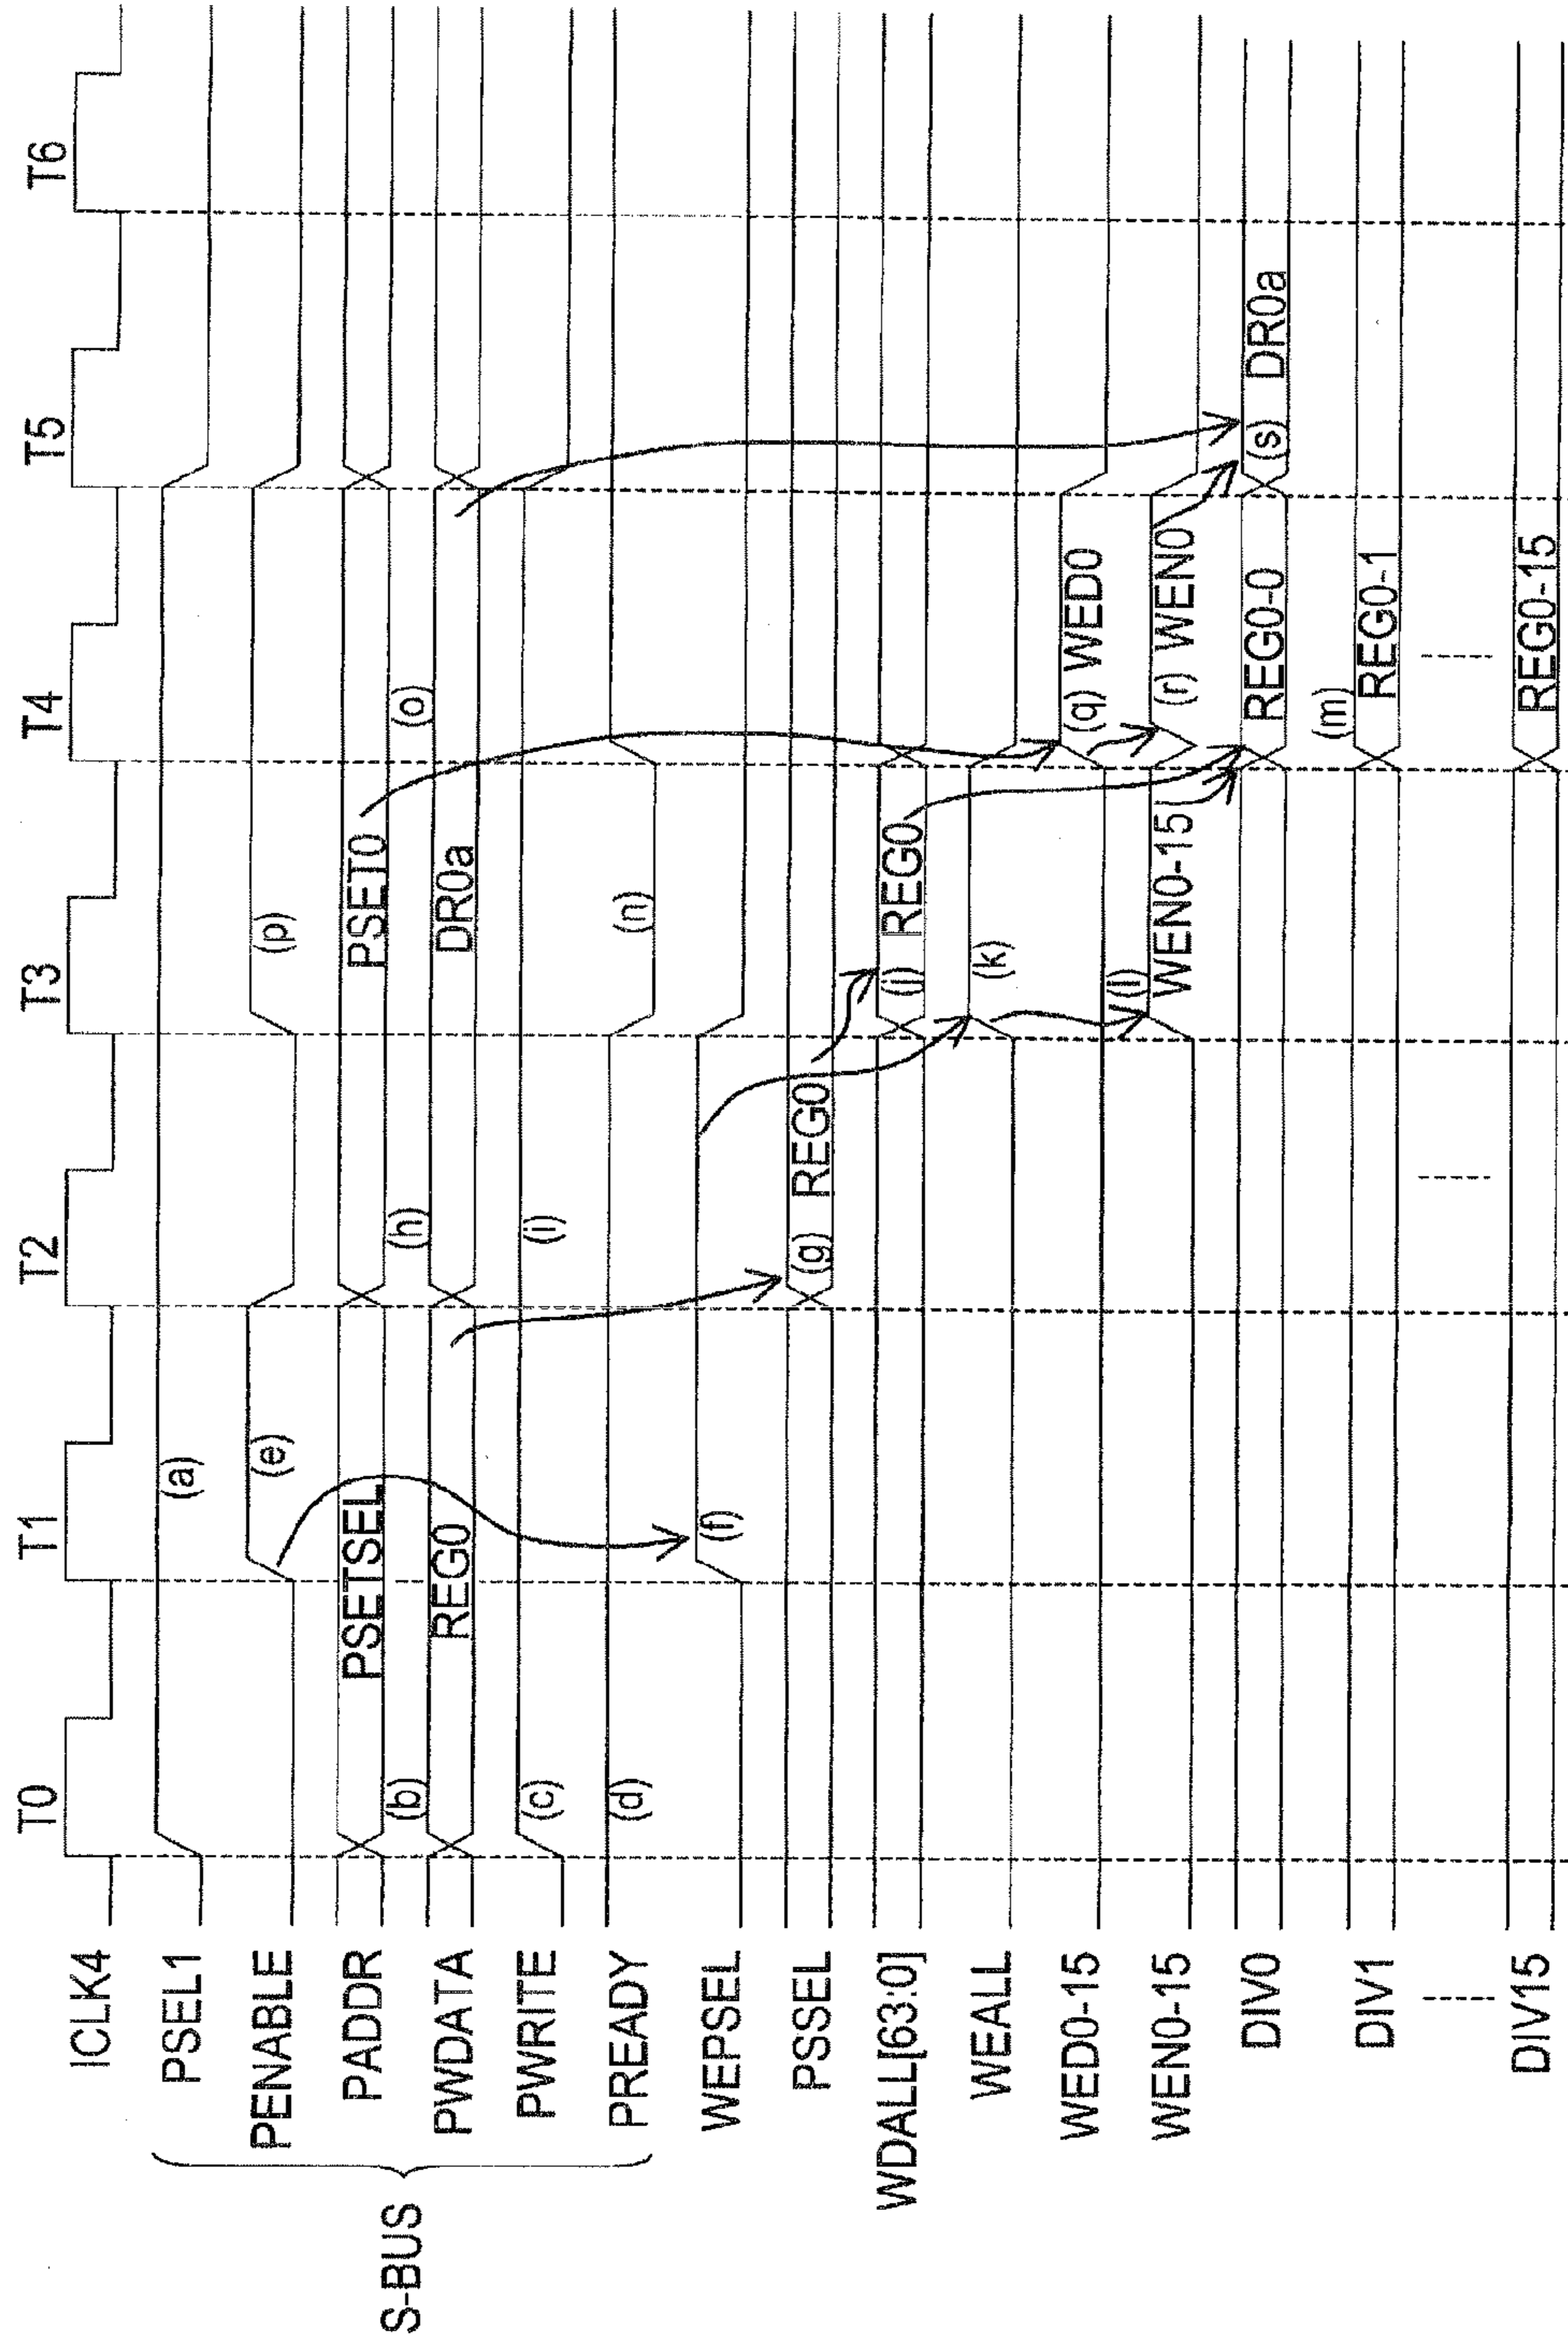 T0 T1 T2 T3 T4 T5 T6
ICLK4
PSEL1 (a)
PENABLE (e) (p)
PADDR PSETSEL PSET0
(b) (h) (o)
PWDATA REG0 DR0a
PWRITE (c) (i)
PREADY (d) (n)
S-BUS
WEPSEL (f)
PSSEL (g) REG0
WDALL[63:0] (j) REG0
WEALL (k)
WED0-15 (q) WED0
(l)
WEN0-15 WEN0-15 (r) WEN0
DIV0 REG0-0 (s) DR0a
(m)
DIV1 REG0-1
DIV15 REG0-15